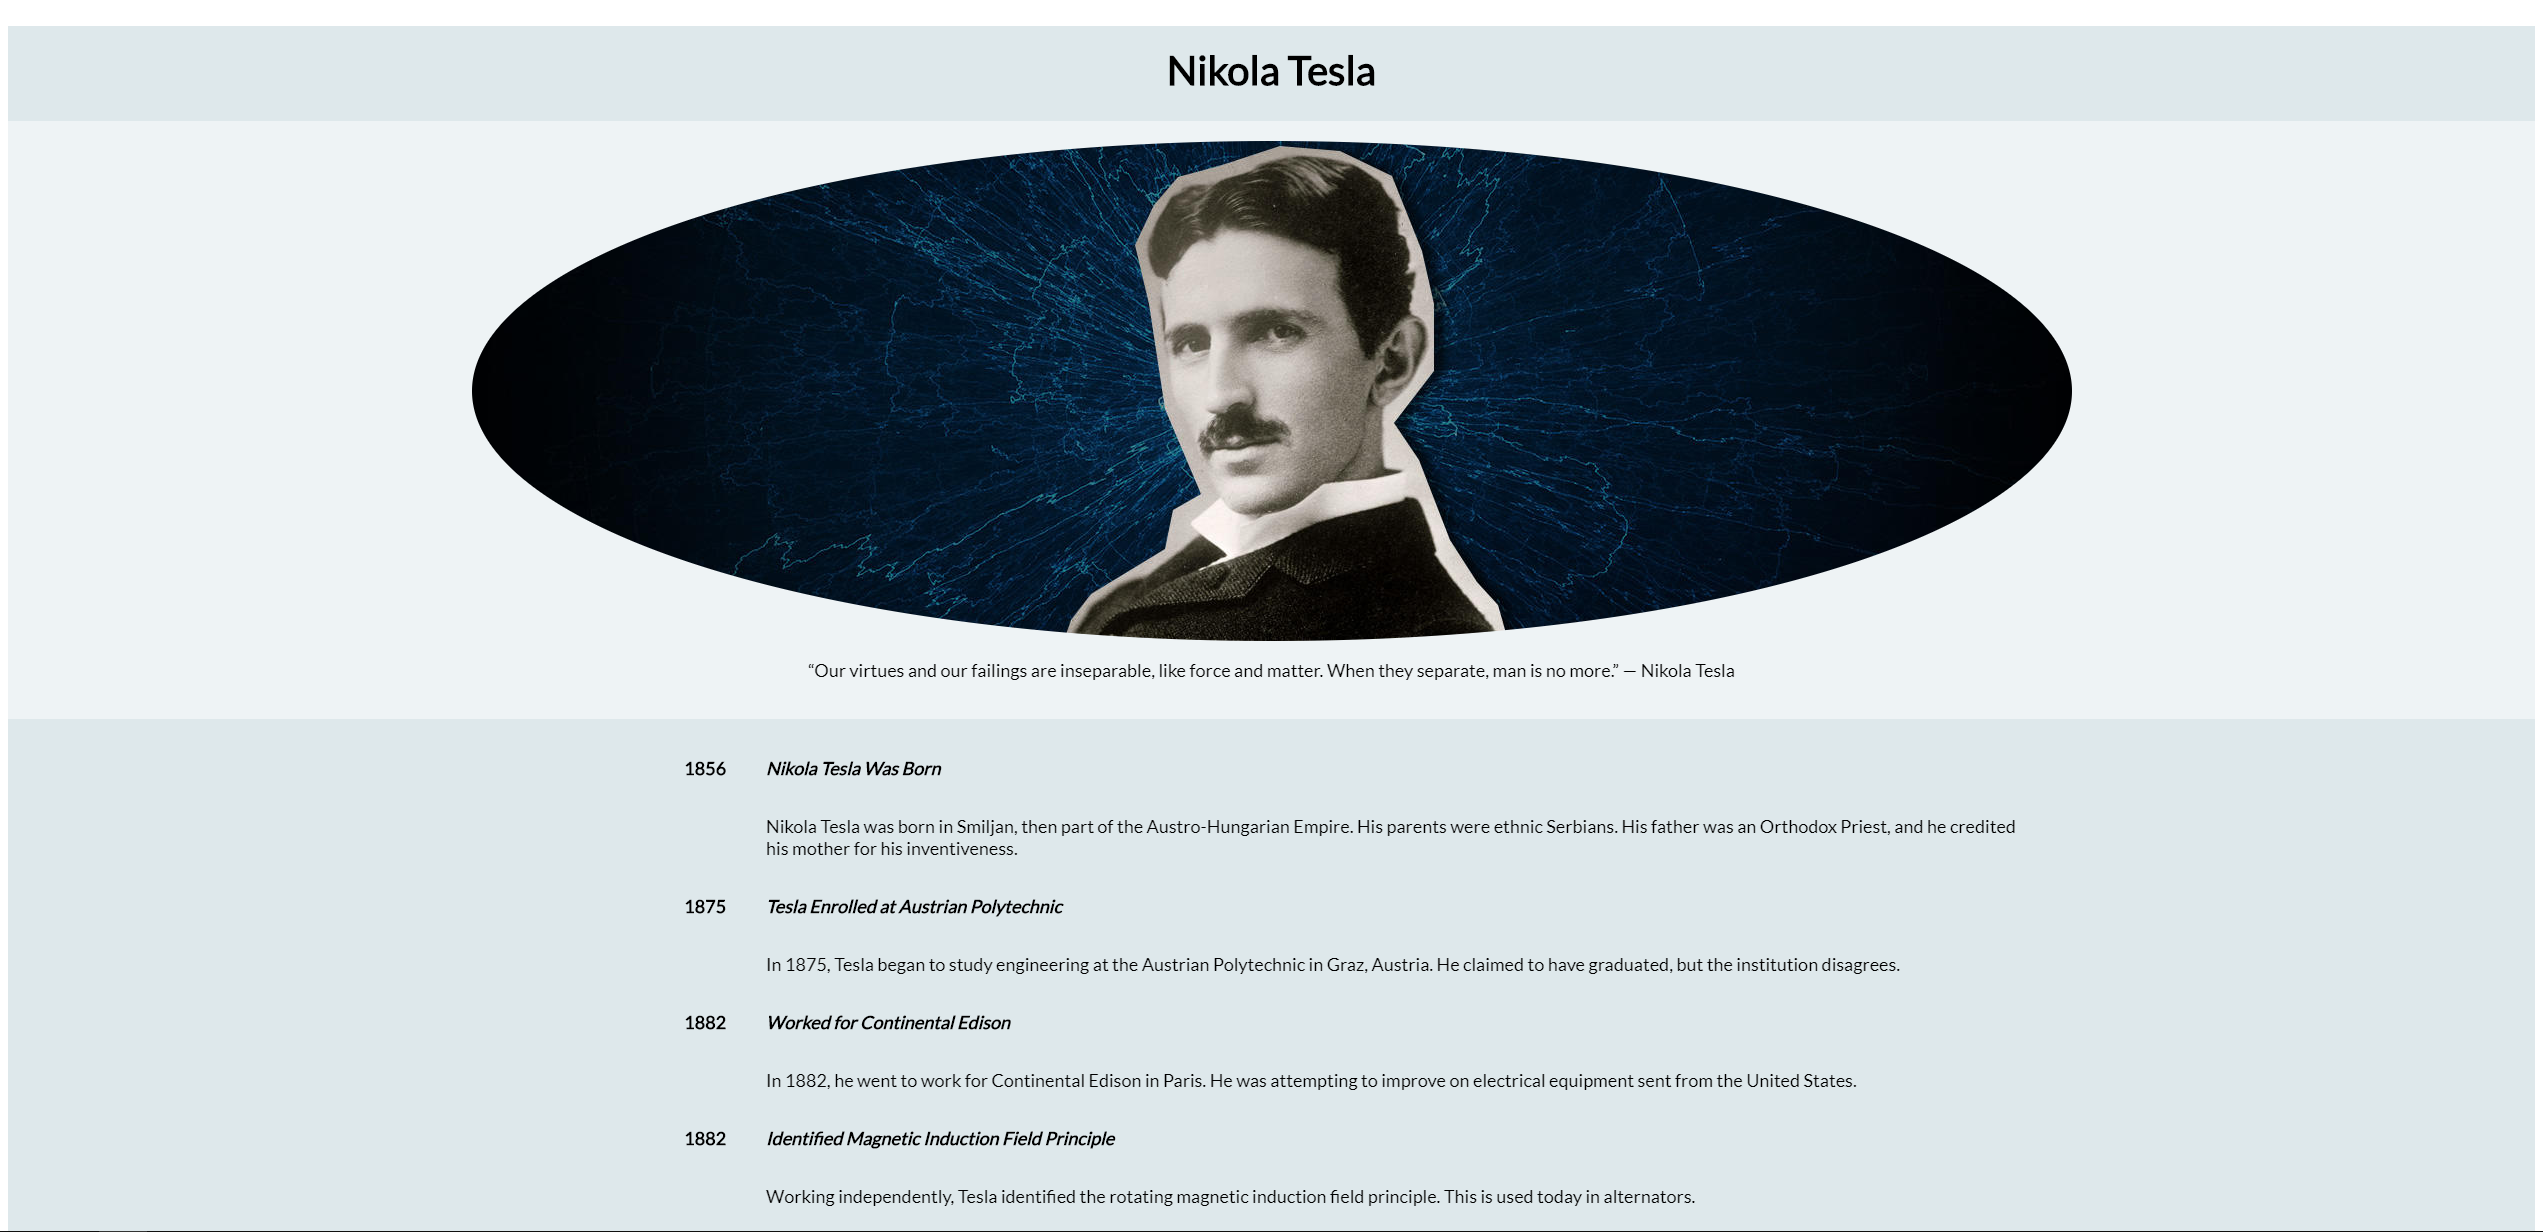 Nikola Tesla
“Our virtues and our failings are inseparable, like force and matter. When they separate, man is no more.” — Nikola Tesla
1856 Nikola Tesla Was Born
Nikola Tesla was born in Smiljan, then part of the Austro-Hungarian Empire. His parents were ethnic Serbians. His father was an Orthodox Priest, and he credited
his mother for his inventiveness.
1875 Tesla Enrolled at Austrian Polytechnic
In 1875, Tesla began to study engineering at the Austrian Polytechnic in Graz, Austria. He claimed to have graduated, but the institution disagrees.
1882 Worked for Continental Edison
In 1882, he went to work for Continental Edison in Paris. He was attempting to improve on electrical equipment sent from the United States.
1882 Identified Magnetic Induction Field Principle
Working independently, Tesla identified the rotating magnetic induction field principle. This is used today in alternators.